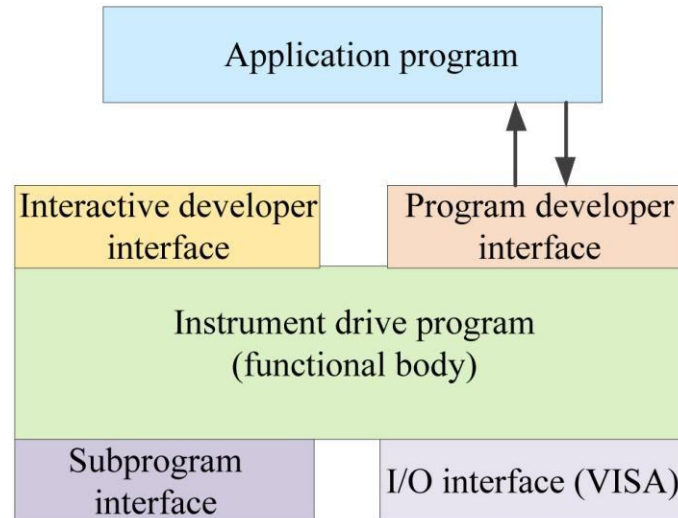 Application program
Interactive developer
interface
Program developer
interface
Instrument drive program
(functional body)
Subprogram
interface
I/O interface (VISA)